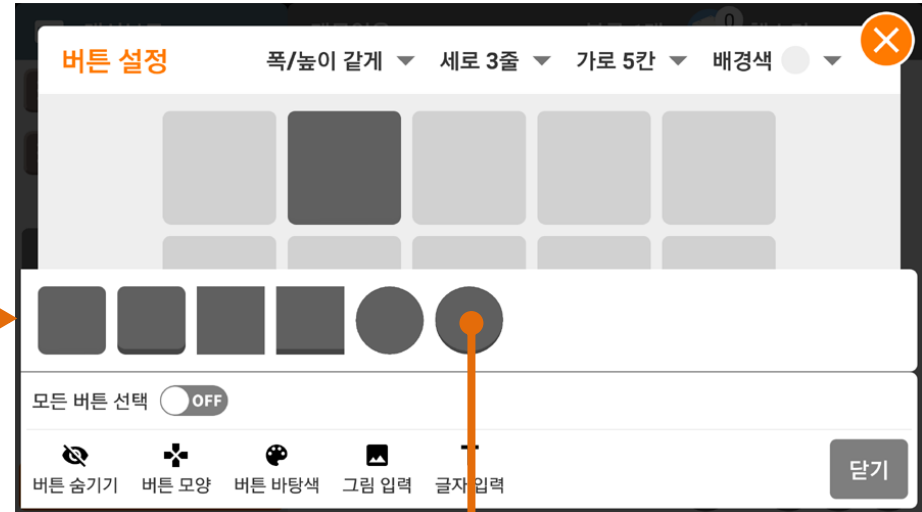 버튼 설정 폭/높이 같게 세로 3줄 가로 5칸 배경색
모든 버튼 선택 OFF
버튼 숨기기 버튼 모양 버튼 바탕색 그림 입력 글자 입력 닫기